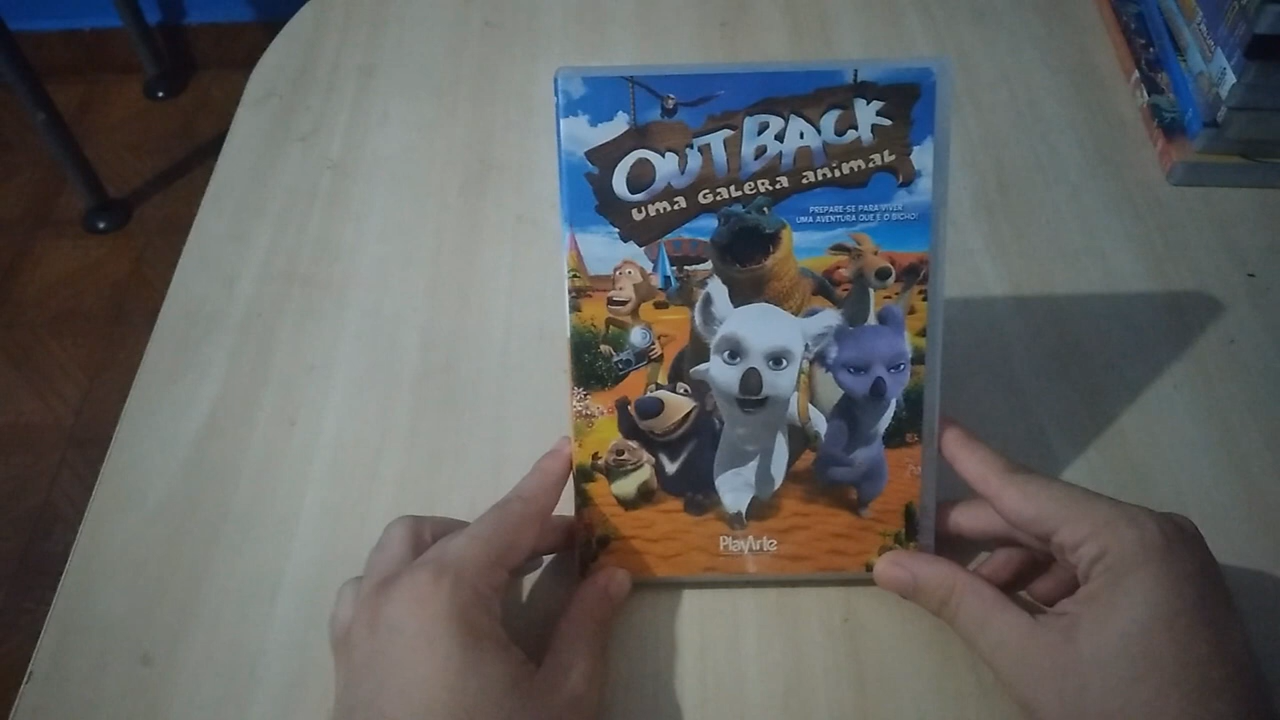 OUTBACK
UMA GALERA ANIMAL
PREPARE-SE PARA VIVER
UMA AVENTURA QUE É O BICHO!
PlayArte